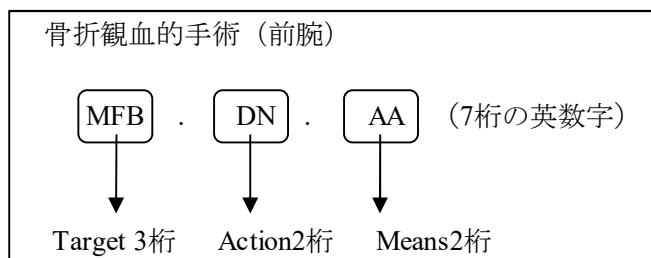 骨折観血的手術（前腕）
MFB . DN . AA （7桁の英数字）
Target 3桁 Action2桁 Means2桁